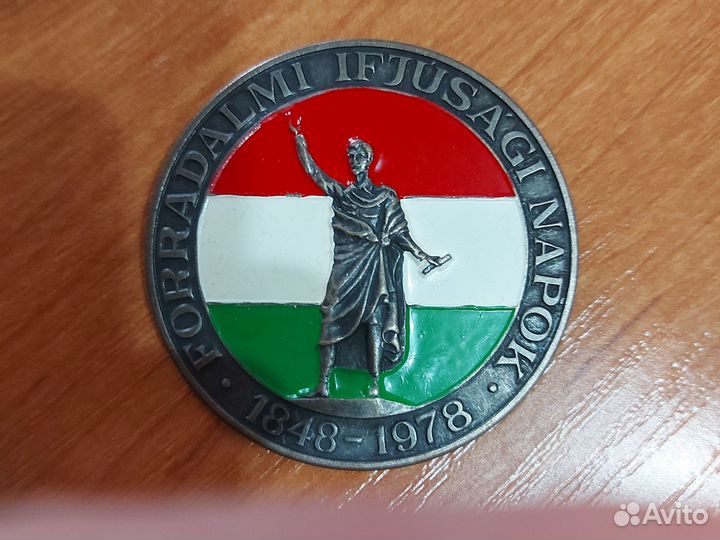 FORRADALMI IFJÚSÁGI NAPOK
· 1848-1978 ·
Avito